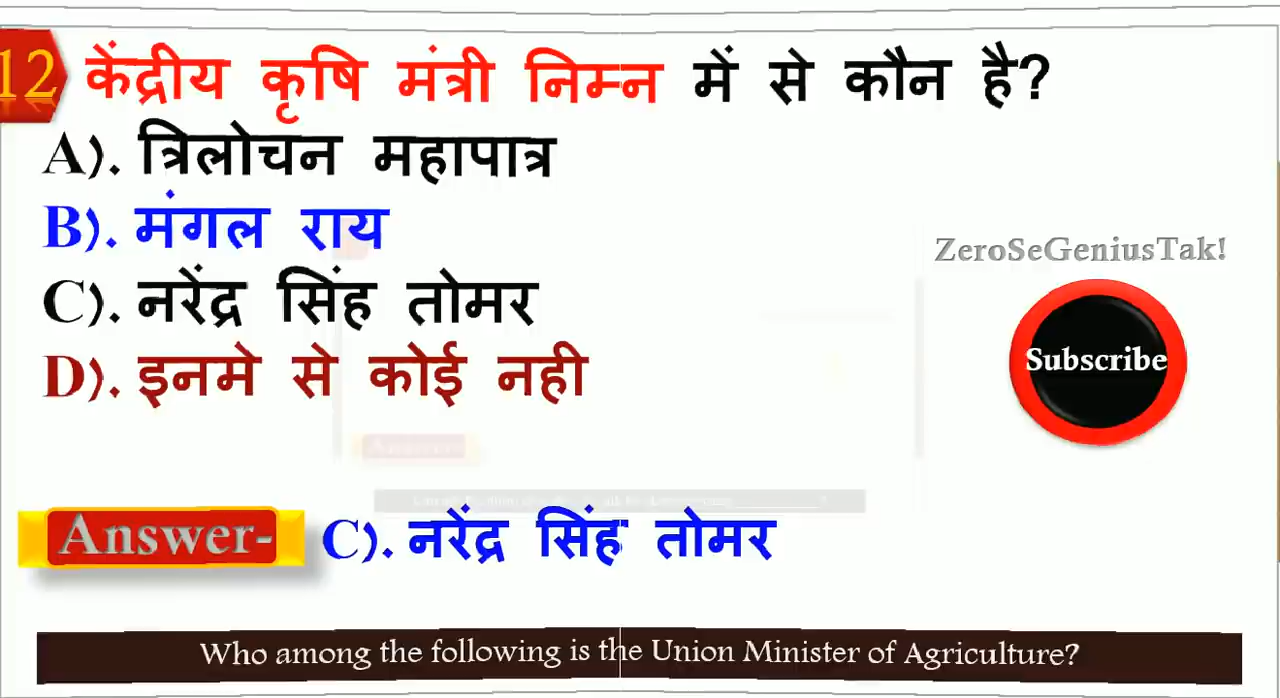 12 केंद्रीय कृषि मंत्री निम्न में से कौन है?
A). त्रिलोचन महापात्र
B). मंगल राय
C). नरेंद्र सिंह तोमर
D). इनमे से कोई नही
ZeroSeGeniusTak!
Subscribe
Answer- C). नरेंद्र सिंह तोमर
Who among the following is the Union Minister of Agriculture?